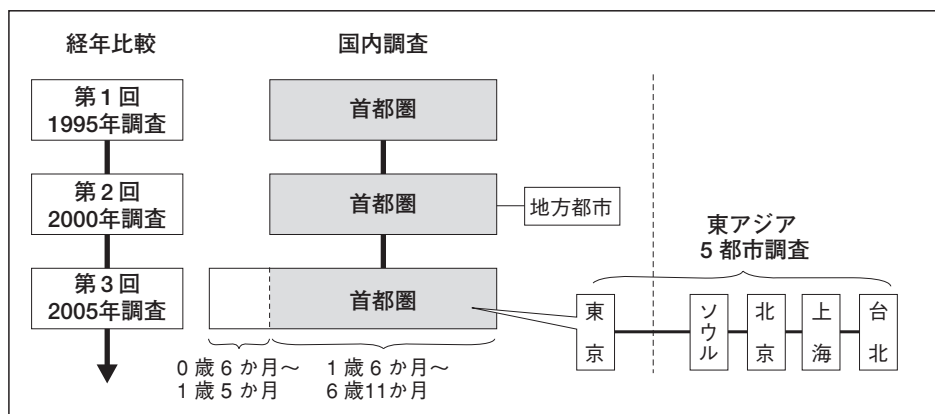 経年比較
国内調査
第1回
1995年調査
首都圏
第2回
2000年調査
首都圏
地方都市
東アジア
5都市調査
第3回
2005年調査
首都圏
東京
ソウル
北京
上海
台北
0歳6か月〜
1歳5か月
1歳6か月〜
6歳11か月